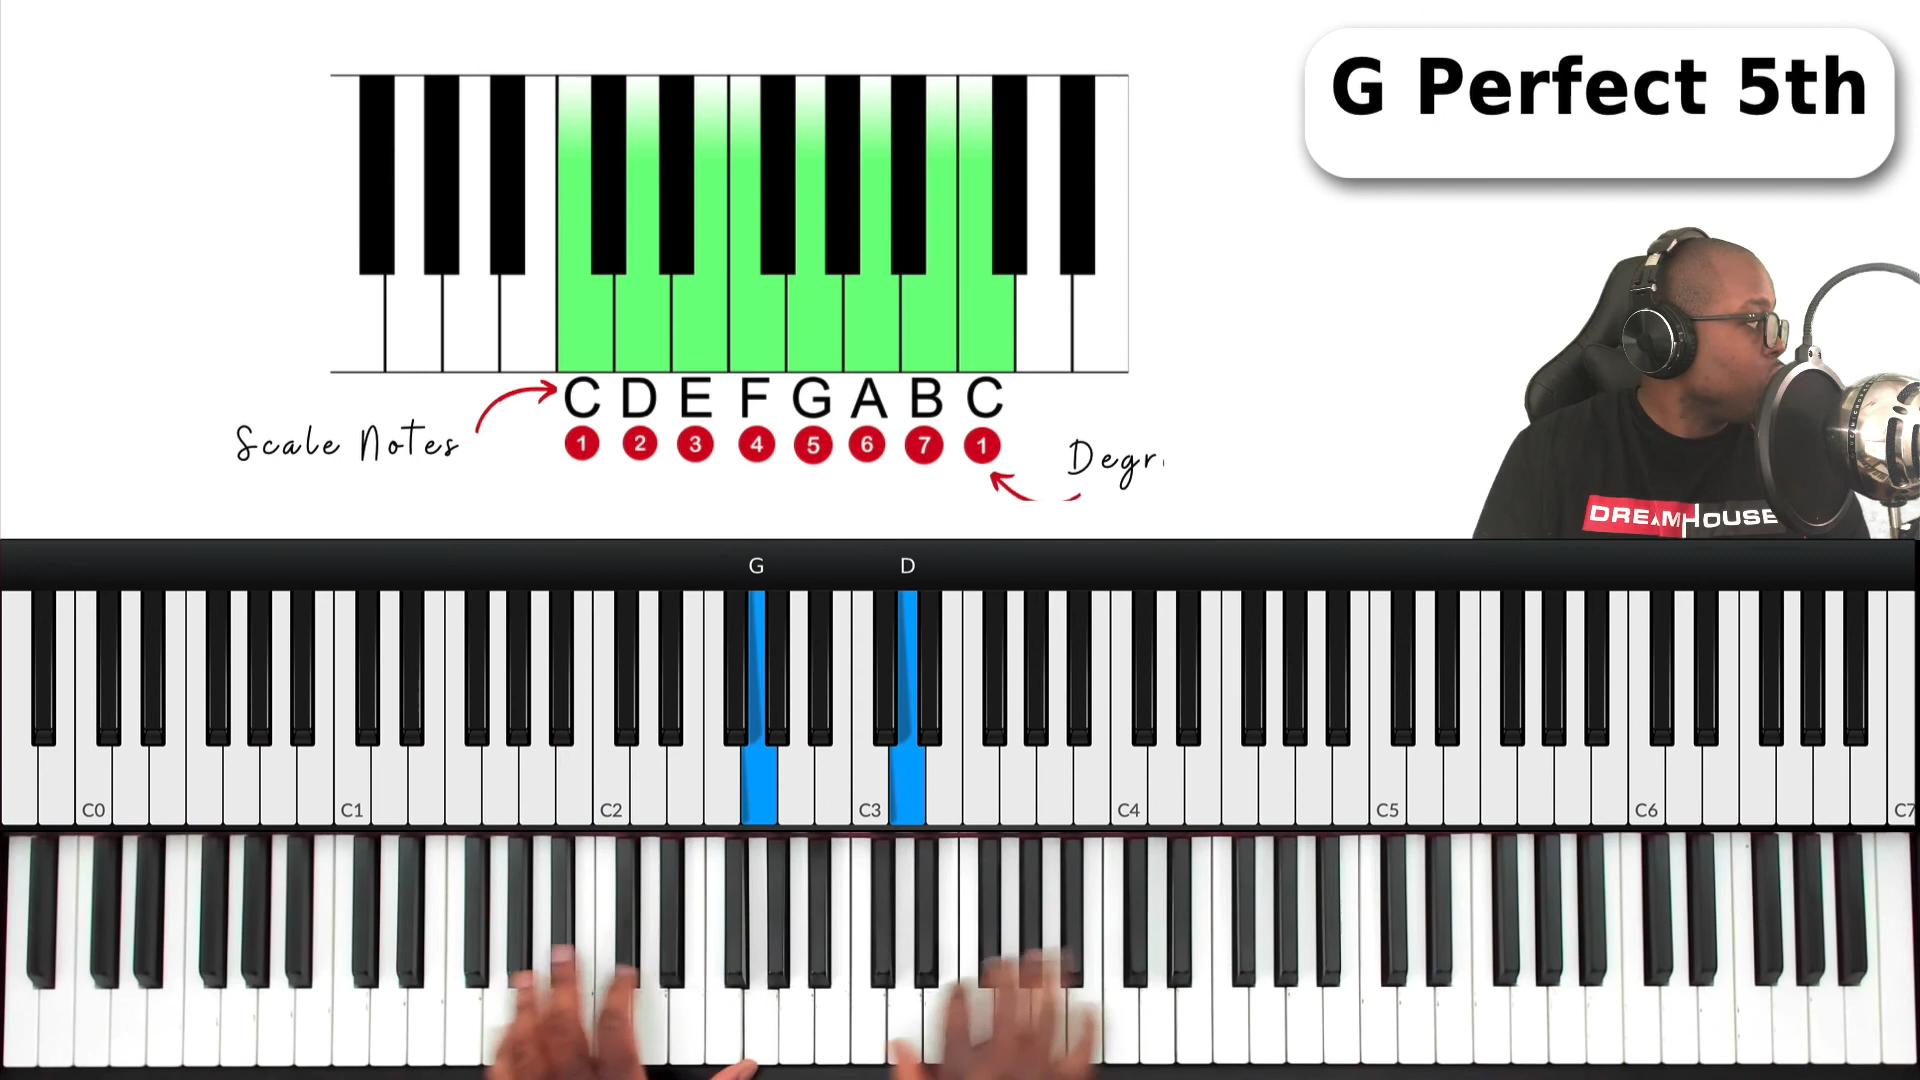 G Perfect 5th
C D E F G A B C
1 2 3 4 5 6 7 1
Scale Notes
Degr
DREAMHOUSE
G D
C0 C1 C2 C3 C4 C5 C6 C7